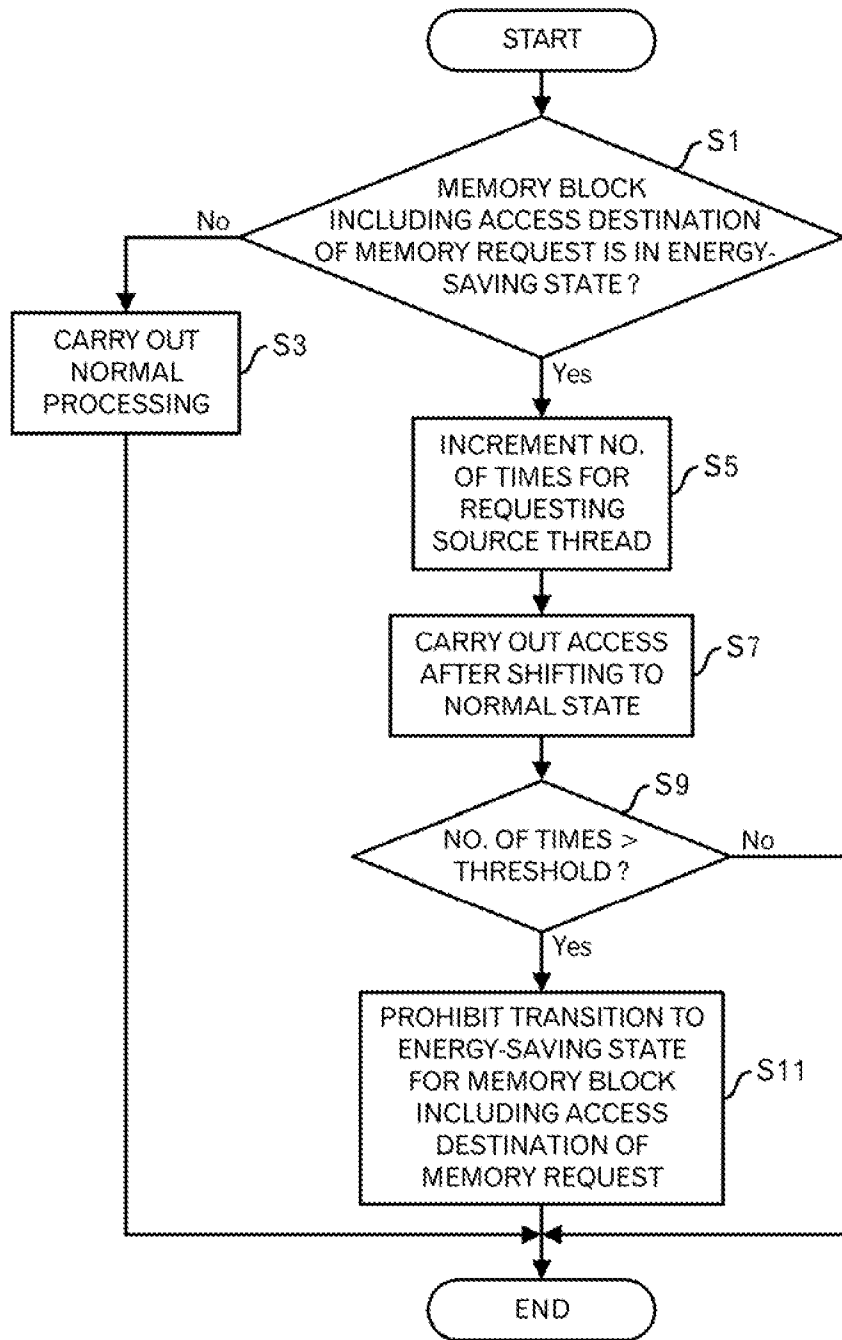 START
S1
MEMORY BLOCK
INCLUDING ACCESS DESTINATION
OF MEMORY REQUEST IS IN ENERGY-
SAVING STATE?
No
Yes
CARRY OUT
NORMAL
PROCESSING
S3
INCREMENT NO.
OF TIMES FOR
REQUESTING
SOURCE THREAD
S5
CARRY OUT ACCESS
AFTER SHIFTING TO
NORMAL STATE
S7
S9
NO. OF TIMES >
THRESHOLD?
No
Yes
PROHIBIT TRANSITION TO
ENERGY-SAVING STATE
FOR MEMORY BLOCK
INCLUDING ACCESS
DESTINATION OF
MEMORY REQUEST
S11
END